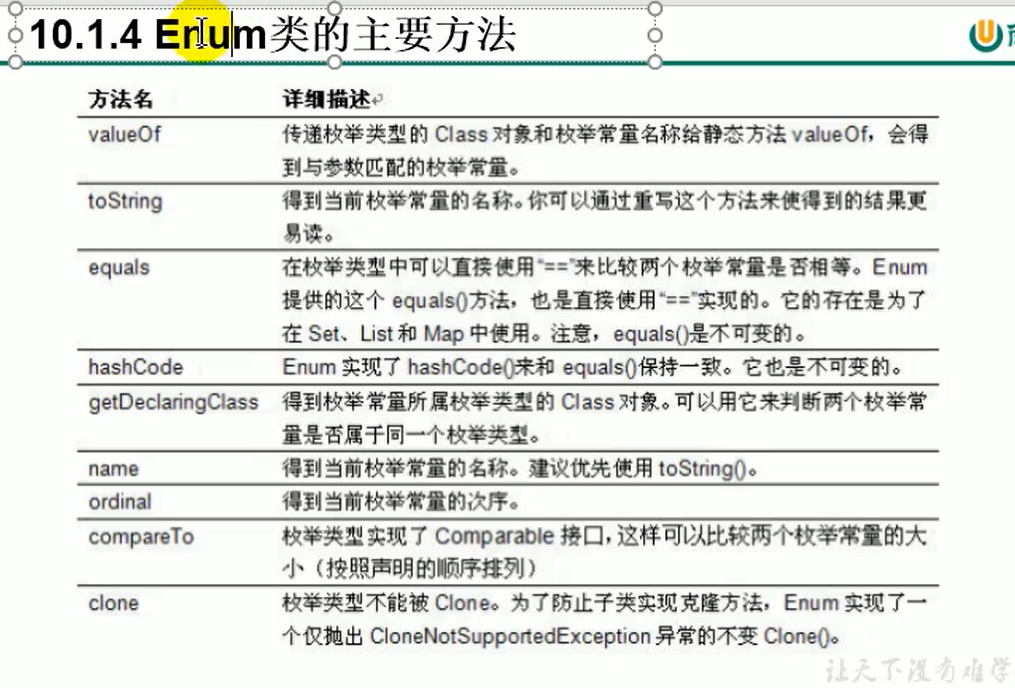 10.1.4 Enum类的主要方法
方法名 详细描述
valueOf 传递枚举类型的 Class 对象和枚举常量名称给静态方法 valueOf，会得
到与参数匹配的枚举常量。
toString 得到当前枚举常量的名称。你可以通过重写这个方法来使得到的结果更
易读。
equals 在枚举类型中可以直接使用“==”来比较两个枚举常量是否相等。Enum
提供的这个 equals()方法，也是直接使用“==”实现的。它的存在是为了
在 Set、List 和 Map 中使用。注意，equals()是不可变的。
hashCode Enum 实现了 hashCode()来和 equals()保持一致。它也是不可变的。
getDeclaringClass 得到枚举常量所属枚举类型的 Class 对象。可以用它来判断两个枚举常
量是否属于同一个枚举类型。
name 得到当前枚举常量的名称。建议优先使用 toString()。
ordinal 得到当前枚举常量的次序。
compareTo 枚举类型实现了 Comparable 接口，这样可以比较两个枚举常量的大
小（按照声明的顺序排列）
clone 枚举类型不能被 Clone。为了防止子类实现克隆方法，Enum 实现了一
个仅抛出 CloneNotSupportedException 异常的不变 Clone()。
让天下没有难学